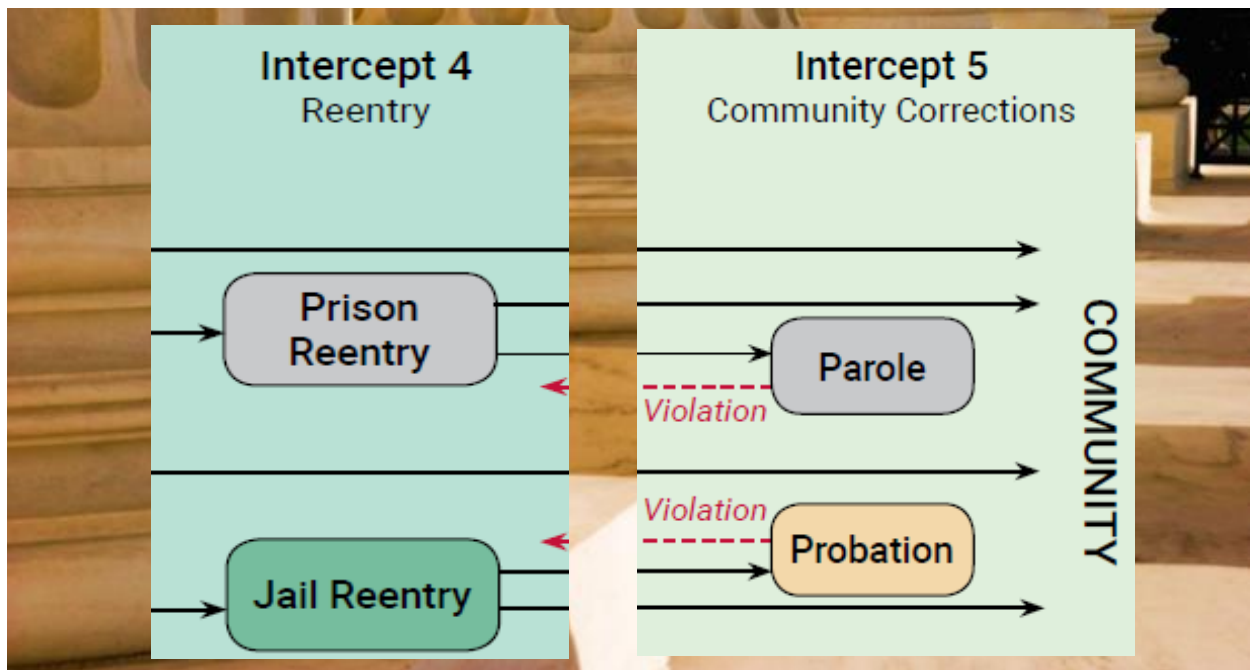 Intercept 4
Reentry
Prison
Reentry
Jail Reentry
Intercept 5
Community Corrections
Parole
Violation
Violation
Probation
COMMUNITY